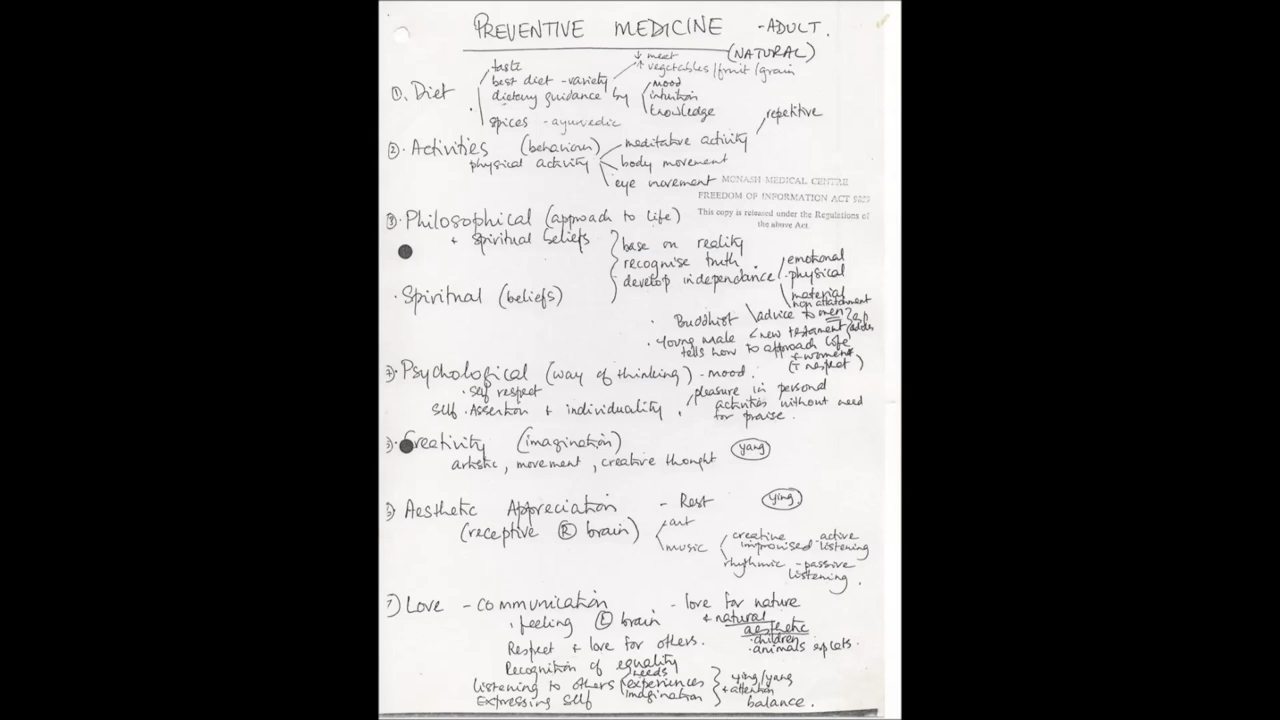 PREVENTIVE MEDICINE - ADULT.
(NATURAL)
① Diet
taste
best diet - variety
↓ meat
↑ vegetables/fruit/grain
dietary guidance by
mood
intuition
knowledge
spices - ayurvedic
② Activities (behaviour)
physical activity
meditative activity
repetitive
body movement
eye movement
MONASH MEDICAL CENTRE
FREEDOM OF INFORMATION ACT
This copy is released under the Regulations of
the above Act.
③ Philosophical (approach to life)
+ spiritual beliefs
Spiritual (beliefs)
base on reality
recognise truth
develop independance
emotional
physical
material
non attatchment
Buddhist
advice to men
Young male
new testament
tells how to approach life
+ women
(↑ respect)
④ Psychological (way of thinking) - mood.
self respect
Self Assertion + individuality
pleasure in personal
activities without need
for praise.
⑤ Creativity (imagination)
yang
artistic, movement, creative thought
⑥ Aesthetic Appreciation - Rest
ying
(receptive Ⓡ brain)
art
music
creative - active
improvised listening
rhythmic - passive
listening.
⑦ Love - communication
- love for nature
feeling Ⓛ brain
+ natural
aesthetic
Respect + love for others.
children
animals + pets.
Recognition of equality
Listening to others
needs
experiences
imagination
Expressing self
ying/yang
+ attention
balance.